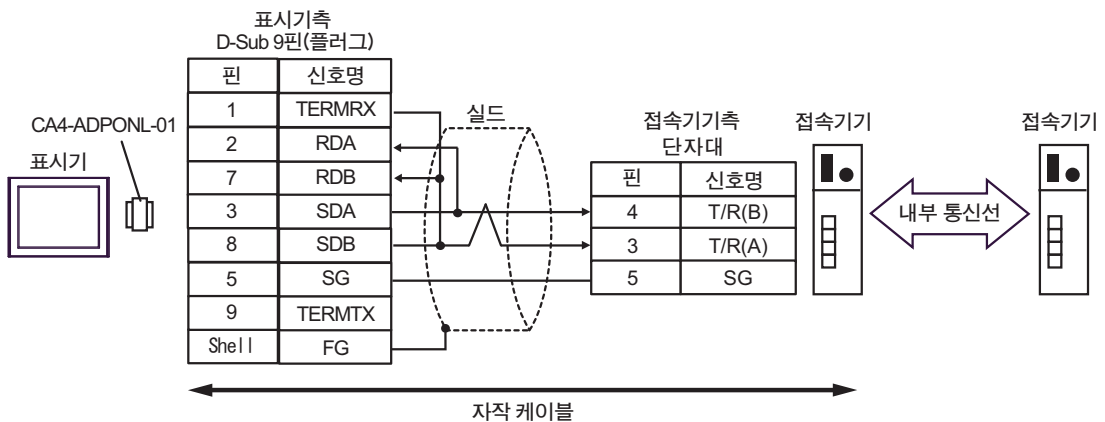 표시기측
D-Sub 9핀(플러그)
핀 신호명
1 TERMRX
2 RDA
7 RDB
3 SDA
8 SDB
5 SG
9 TERMTX
Shell FG
CA4-ADPONL-01
표시기
실드
접속기기측
단자대
핀 신호명
4 T/R(B)
3 T/R(A)
5 SG
접속기기
내부 통신선
접속기기
자작 케이블